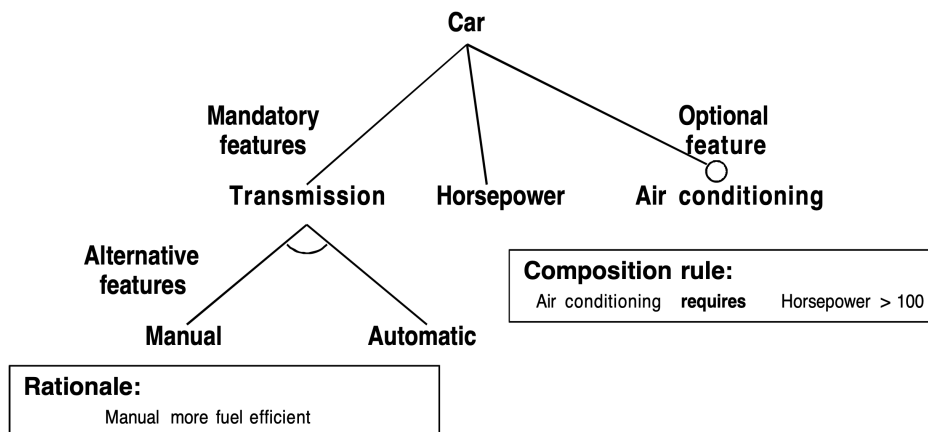 Car
Mandatory
features
Optional
feature
Transmission
Horsepower
Air conditioning
Alternative
features
Composition rule:
Air conditioning requires Horsepower > 100
Manual
Automatic
Rationale:
Manual more fuel efficient